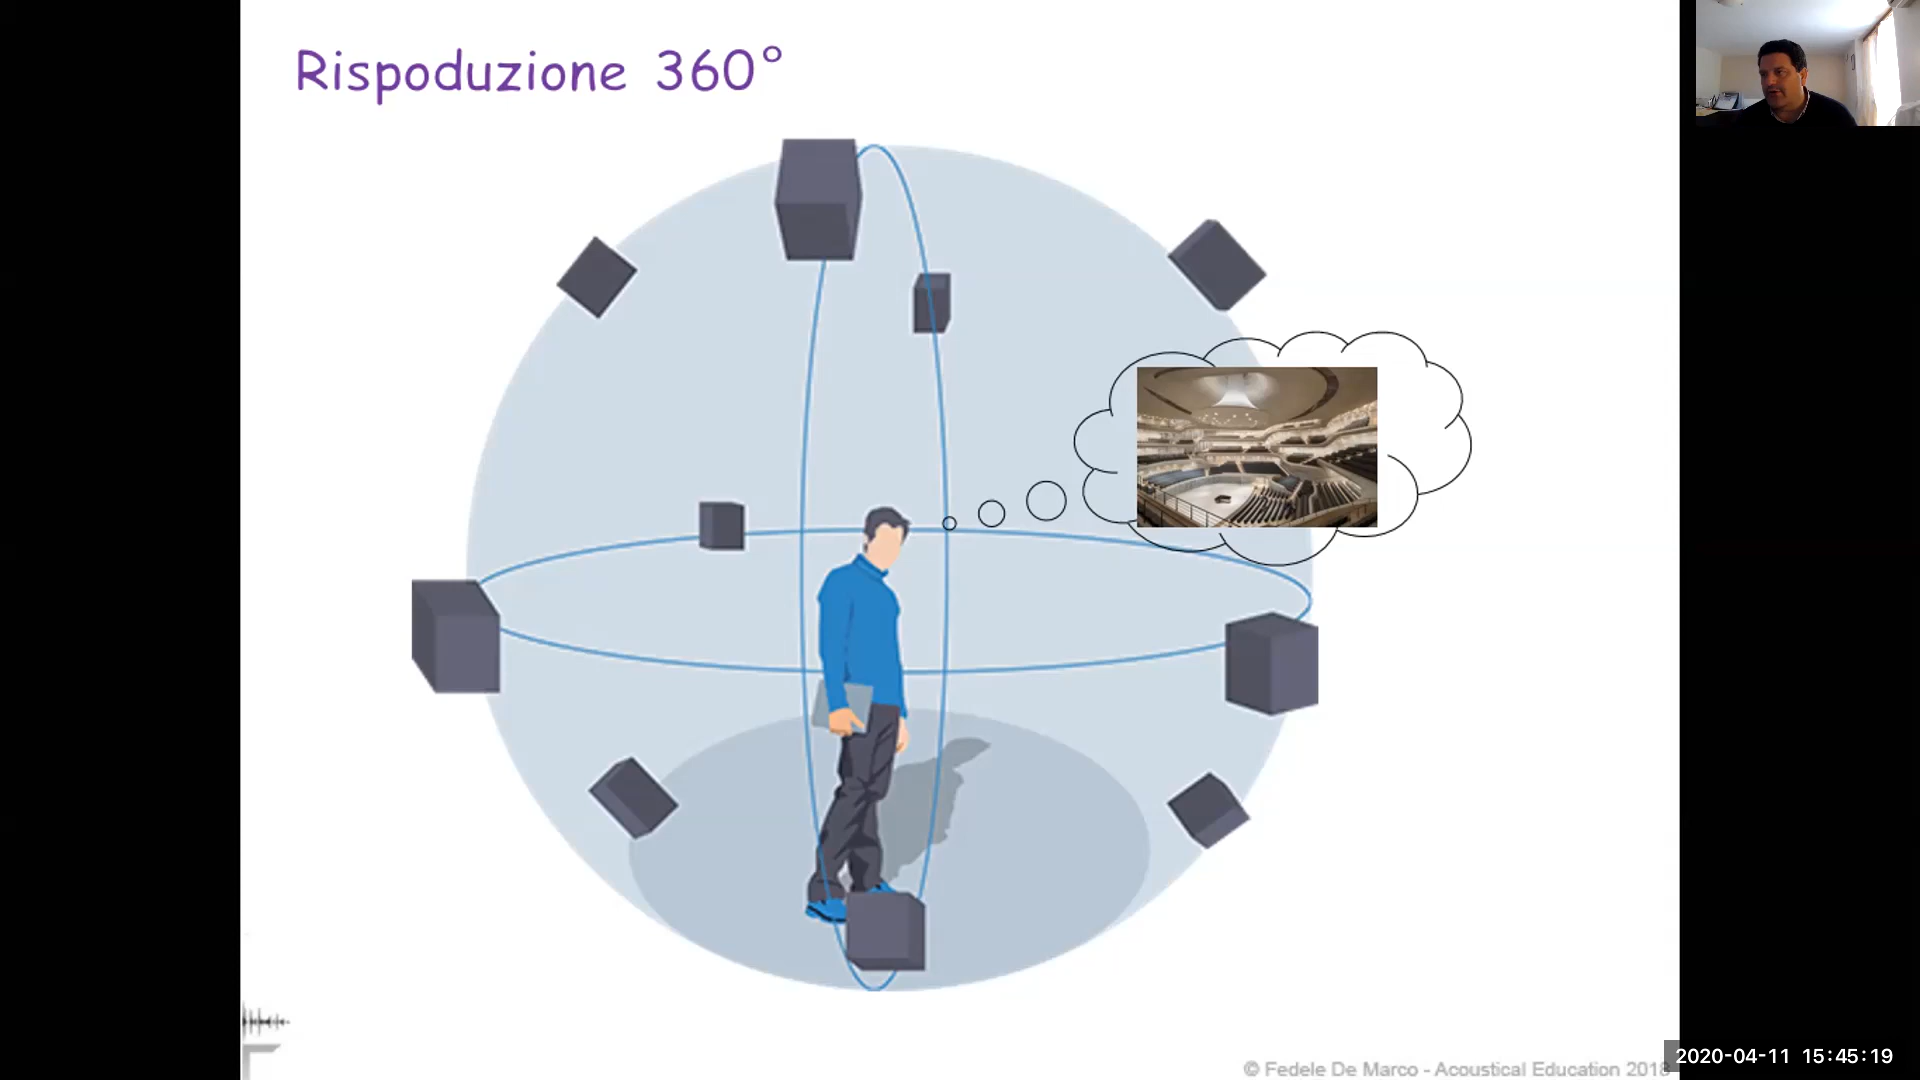 Rispoduzione 360°
© Fedele De Marco - Acoustical Education 2018
2020-04-11 15:45:19